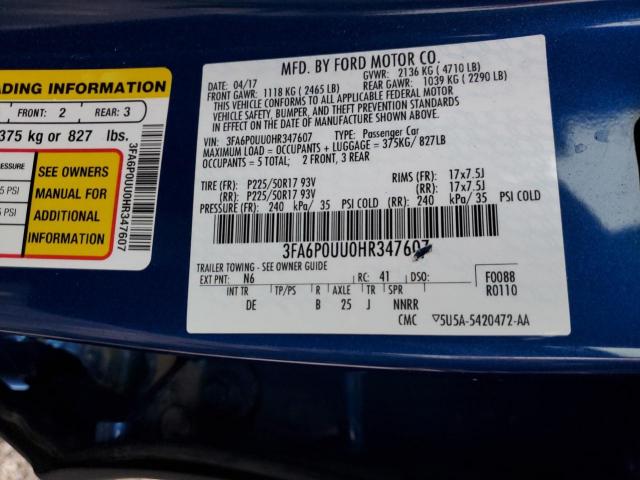 ADING INFORMATION
FRONT: 2 REAR: 3
375 kg or 827 lbs.
PRESSURE
5 PSI
5 PSI
SEE OWNERS
MANUAL FOR
ADDITIONAL
INFORMATION
3FA6P0UU0HR347607
MFD. BY FORD MOTOR CO.
04/17 GVWR: 2136 KG ( 4710 LB)
FRONT GAWR: 1118 KG ( 2465 LB) REAR GAWR: 1039 KG ( 2290 LB)
THIS VEHICLE CONFORMS TO ALL APPLICABLE FEDERAL MOTOR
VEHICLE SAFETY, BUMPER, AND THEFT PREVENTION STANDARDS
IN EFFECT ON THE DATE OF MANUFACTURE SHOWN ABOVE.
VIN: 3FA6P0UU0HR347607 TYPE: Passenger Car
MAXIMUM LOAD = OCCUPANTS + LUGGAGE = 375KG/ 827LB
OCCUPANTS = 5 TOTAL; 2 FRONT, 3 REAR
TIRE (FR): P225/50R17 93V RIMS (FR): 17x7.5J
(RR): P225/50R17 93V (RR): 17x7.5J
PRESSURE (FR): 240 kPa/ 35 PSI COLD (RR): 240 kPa/ 35 PSI COLD
3FA6P0UU0HR347607
TRAILER TOWING - SEE OWNER GUIDE
EXT PNT: N6 RC: 41 DSO: F0088
INT TR TP/PS R AXLE TR SPR R0110
DE B 25 J NNRR
CMC 5U5A-5420472-AA